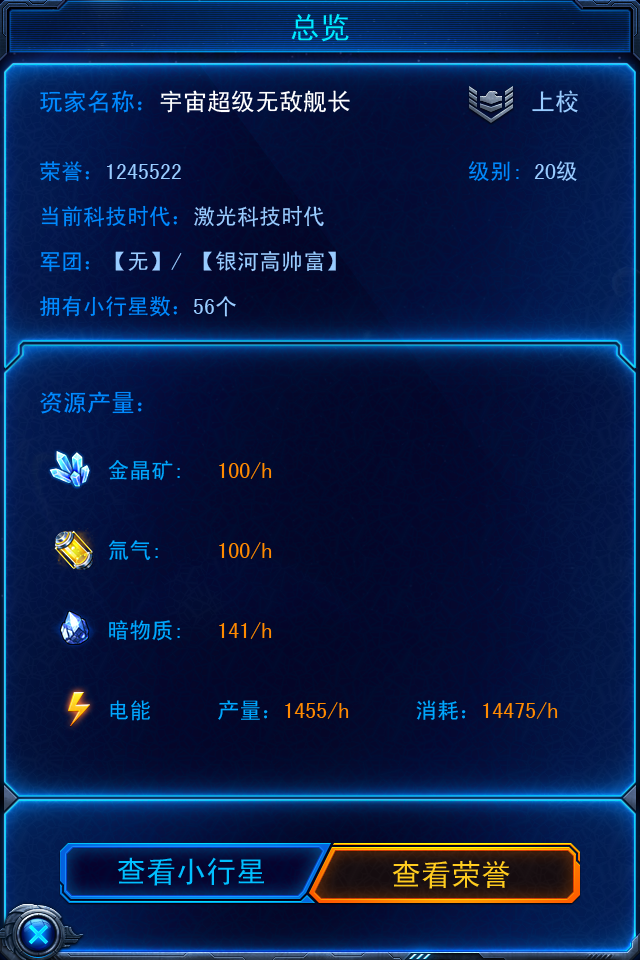 总览
玩家名称：宇宙超级无敌舰长 上校
荣誉：1245522 级别：20级
当前科技时代：激光科技时代
军团：【无】/ 【银河高帅富】
拥有小行星数：56个
资源产量：
金晶矿： 100/h
氚气： 100/h
暗物质： 141/h
电能 产量：1455/h 消耗：14475/h
查看小行星 查看荣誉